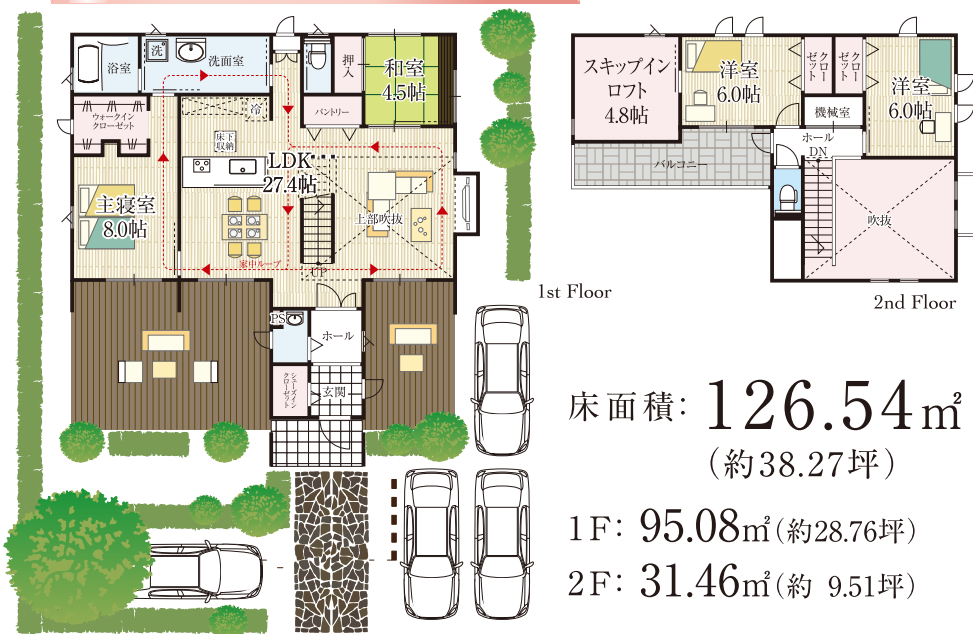 浴室
洗
洗面室
押入
和室
4.5帖
ウォークイン
クローゼット
冷
パントリー
床下
収納
LDK
27.4帖
主寝室
8.0帖
上部吹抜
家中ループ
UP
PS
ホール
シューズイン
クローゼット
玄関
1st Floor
スキップイン
ロフト
4.8帖
洋室
6.0帖
クロー
ゼット
クロー
ゼット
洋室
6.0帖
機械室
ホール
DN
バルコニー
吹抜
2nd Floor
床面積: 126.54㎡
(約38.27坪)
1F: 95.08㎡(約28.76坪)
2F: 31.46㎡(約 9.51坪)